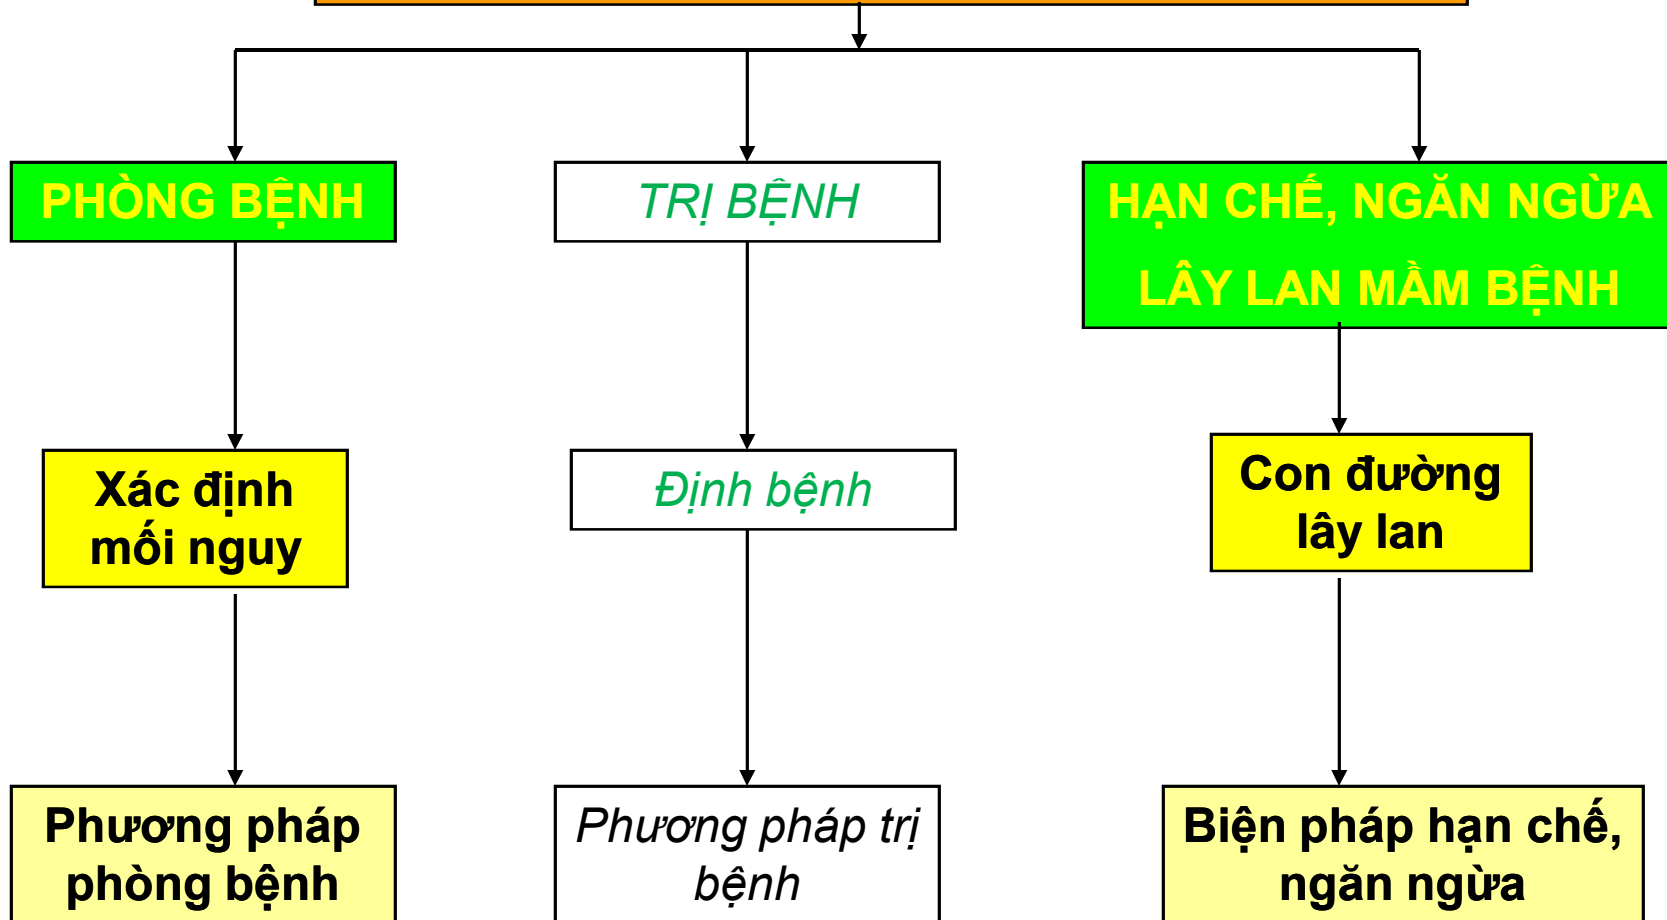 PHÒNG BỆNH
TRỊ BỆNH
HẠN CHẾ, NGĂN NGỪA
LÂY LAN MẦM BỆNH
Xác định
mối nguy
Định bệnh
Con đường
lây lan
Phương pháp
phòng bệnh
Phương pháp trị
bệnh
Biện pháp hạn chế,
ngăn ngừa